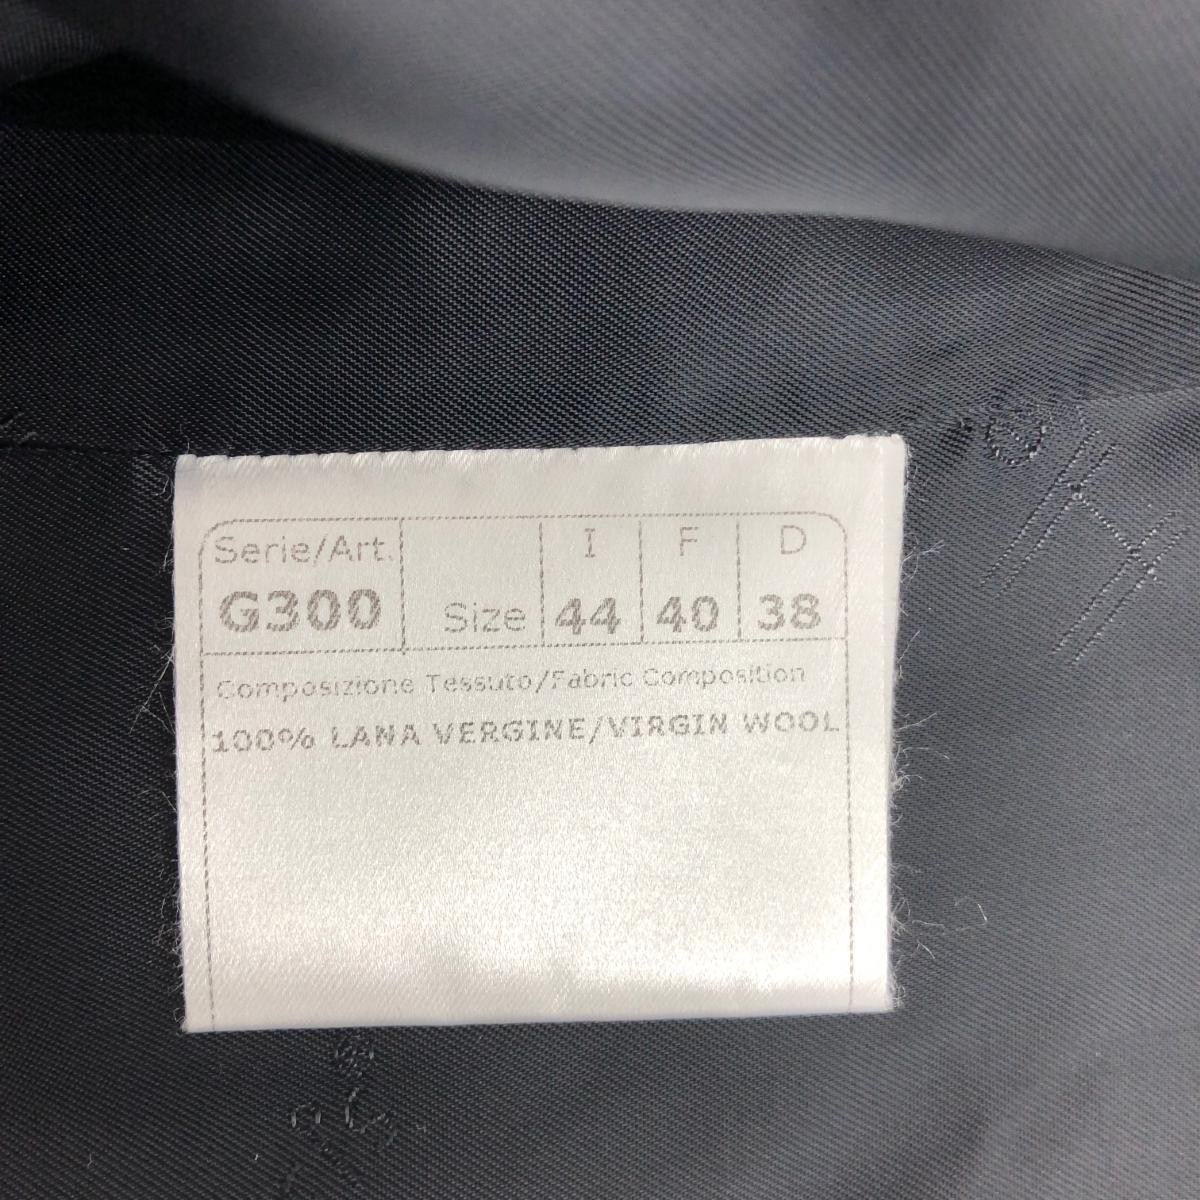 Serie/Art. I F D
G300 Size 44 40 38
Composizione Tessuto/Fabric Composition
100% LANA VERGINE/VIRGIN WOOL